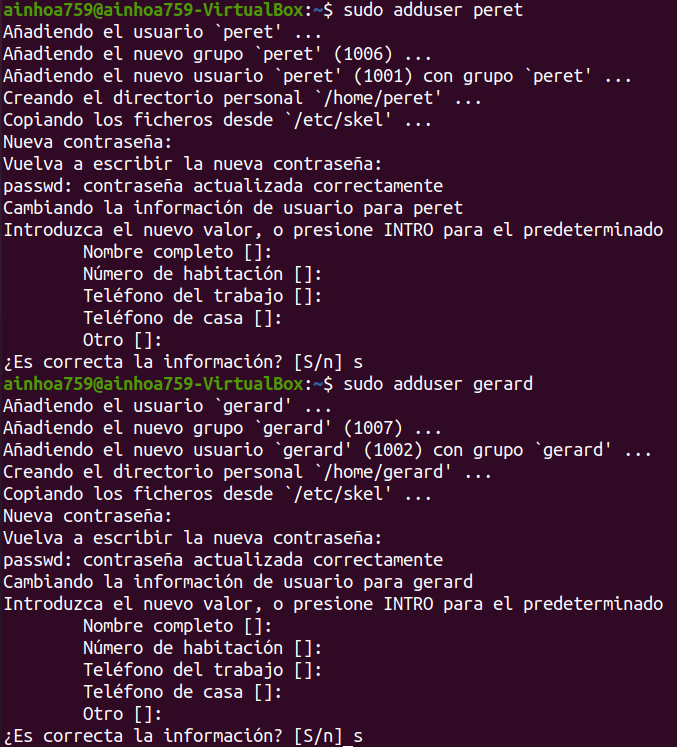 ainhoa759@ainhoa759-VirtualBox:~$ sudo adduser peret
Añadiendo el usuario `peret' ...
Añadiendo el nuevo grupo `peret' (1006) ...
Añadiendo el nuevo usuario `peret' (1001) con grupo `peret' ...
Creando el directorio personal `/home/peret' ...
Copiando los ficheros desde `/etc/skel' ...
Nueva contraseña:
Vuelva a escribir la nueva contraseña:
passwd: contraseña actualizada correctamente
Cambiando la información de usuario para peret
Introduzca el nuevo valor, o presione INTRO para el predeterminado
Nombre completo []:
Número de habitación []:
Teléfono del trabajo []:
Teléfono de casa []:
Otro []:
¿Es correcta la información? [S/n] s
ainhoa759@ainhoa759-VirtualBox:~$ sudo adduser gerard
Añadiendo el usuario `gerard' ...
Añadiendo el nuevo grupo `gerard' (1007) ...
Añadiendo el nuevo usuario `gerard' (1002) con grupo `gerard' ...
Creando el directorio personal `/home/gerard' ...
Copiando los ficheros desde `/etc/skel' ...
Nueva contraseña:
Vuelva a escribir la nueva contraseña:
passwd: contraseña actualizada correctamente
Cambiando la información de usuario para gerard
Introduzca el nuevo valor, o presione INTRO para el predeterminado
Nombre completo []:
Número de habitación []:
Teléfono del trabajo []:
Teléfono de casa []:
Otro []:
¿Es correcta la información? [S/n] s